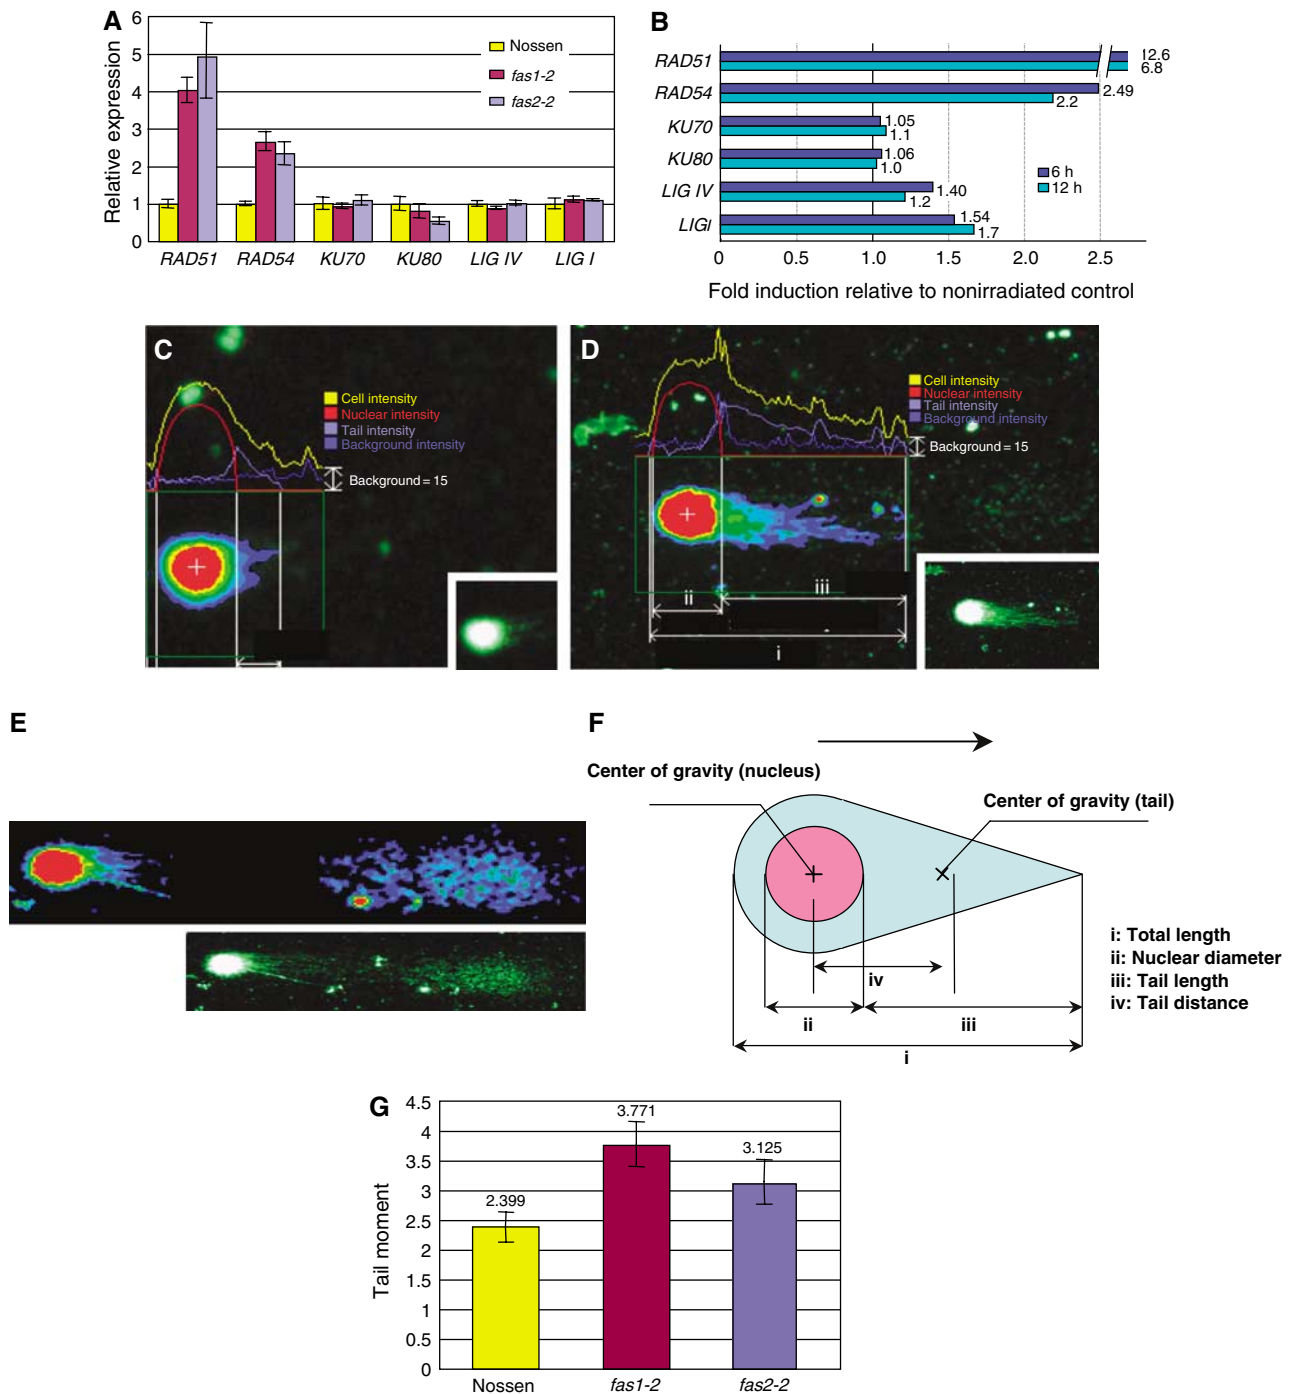 A
Relative expression
6
5
4
3
2
1
0
Nossen
fas1-2
fas2-2
RAD51
RAD54
KU70
KU80
LIG IV
LIG I
B
RAD51
RAD54
KU70
KU80
LIG IV
LIGI
12.6
6.8
2.49
2.2
1.05
1.1
1.06
1.0
1.40
1.2
1.54
1.7
6 h
12 h
0
0.5
1.0
1.5
2.0
2.5
Fold induction relative to nonirradiated control
C
Cell intensity
Nuclear intensity
Tail intensity
Background intensity
Background = 15
D
Cell intensity
Nuclear intensity
Tail intensity
Background intensity
Background = 15
ii
iii
i
E
F
Center of gravity (nucleus)
Center of gravity (tail)
iv
ii
iii
i
i: Total length
ii: Nuclear diameter
iii: Tail length
iv: Tail distance
G
Tail moment
4.5
4
3.5
3
2.5
2
1.5
1
0.5
0
2.399
3.771
3.125
Nossen
fas1-2
fas2-2